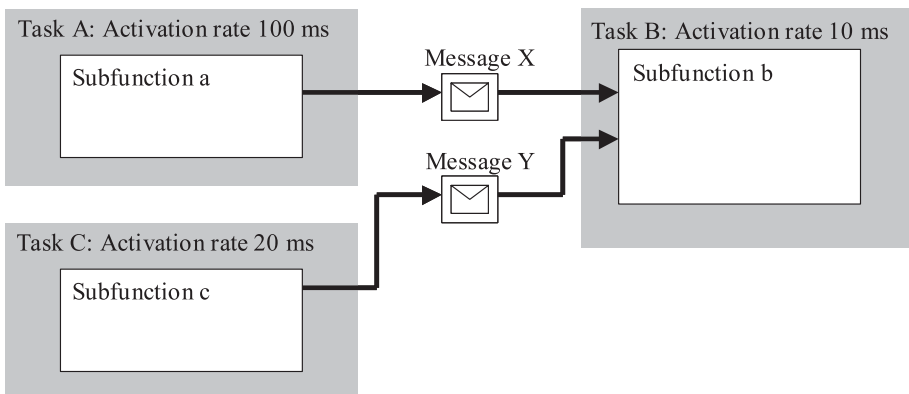 Task A: Activation rate 100 ms
Subfunction a
Message X
Task B: Activation rate 10 ms
Subfunction b
Message Y
Task C: Activation rate 20 ms
Subfunction c